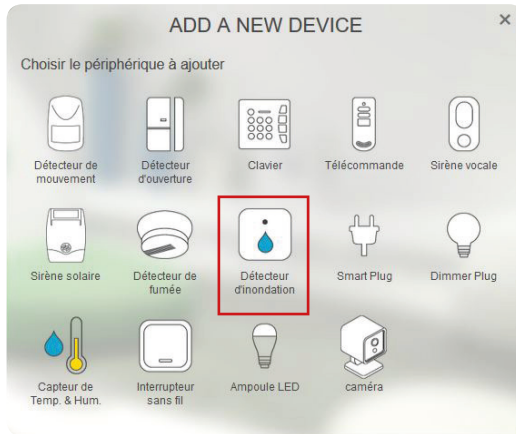 ADD A NEW DEVICE
×
Choisir le périphérique à ajouter
Détecteur de
mouvement
Détecteur
d'ouverture
Clavier
Télécommande
Sirène vocale
Sirène solaire
Détecteur de
fumée
Détecteur
d'inondation
Smart Plug
Dimmer Plug
Capteur de
Temp. & Hum.
Interrupteur
sans fil
Ampoule LED
caméra